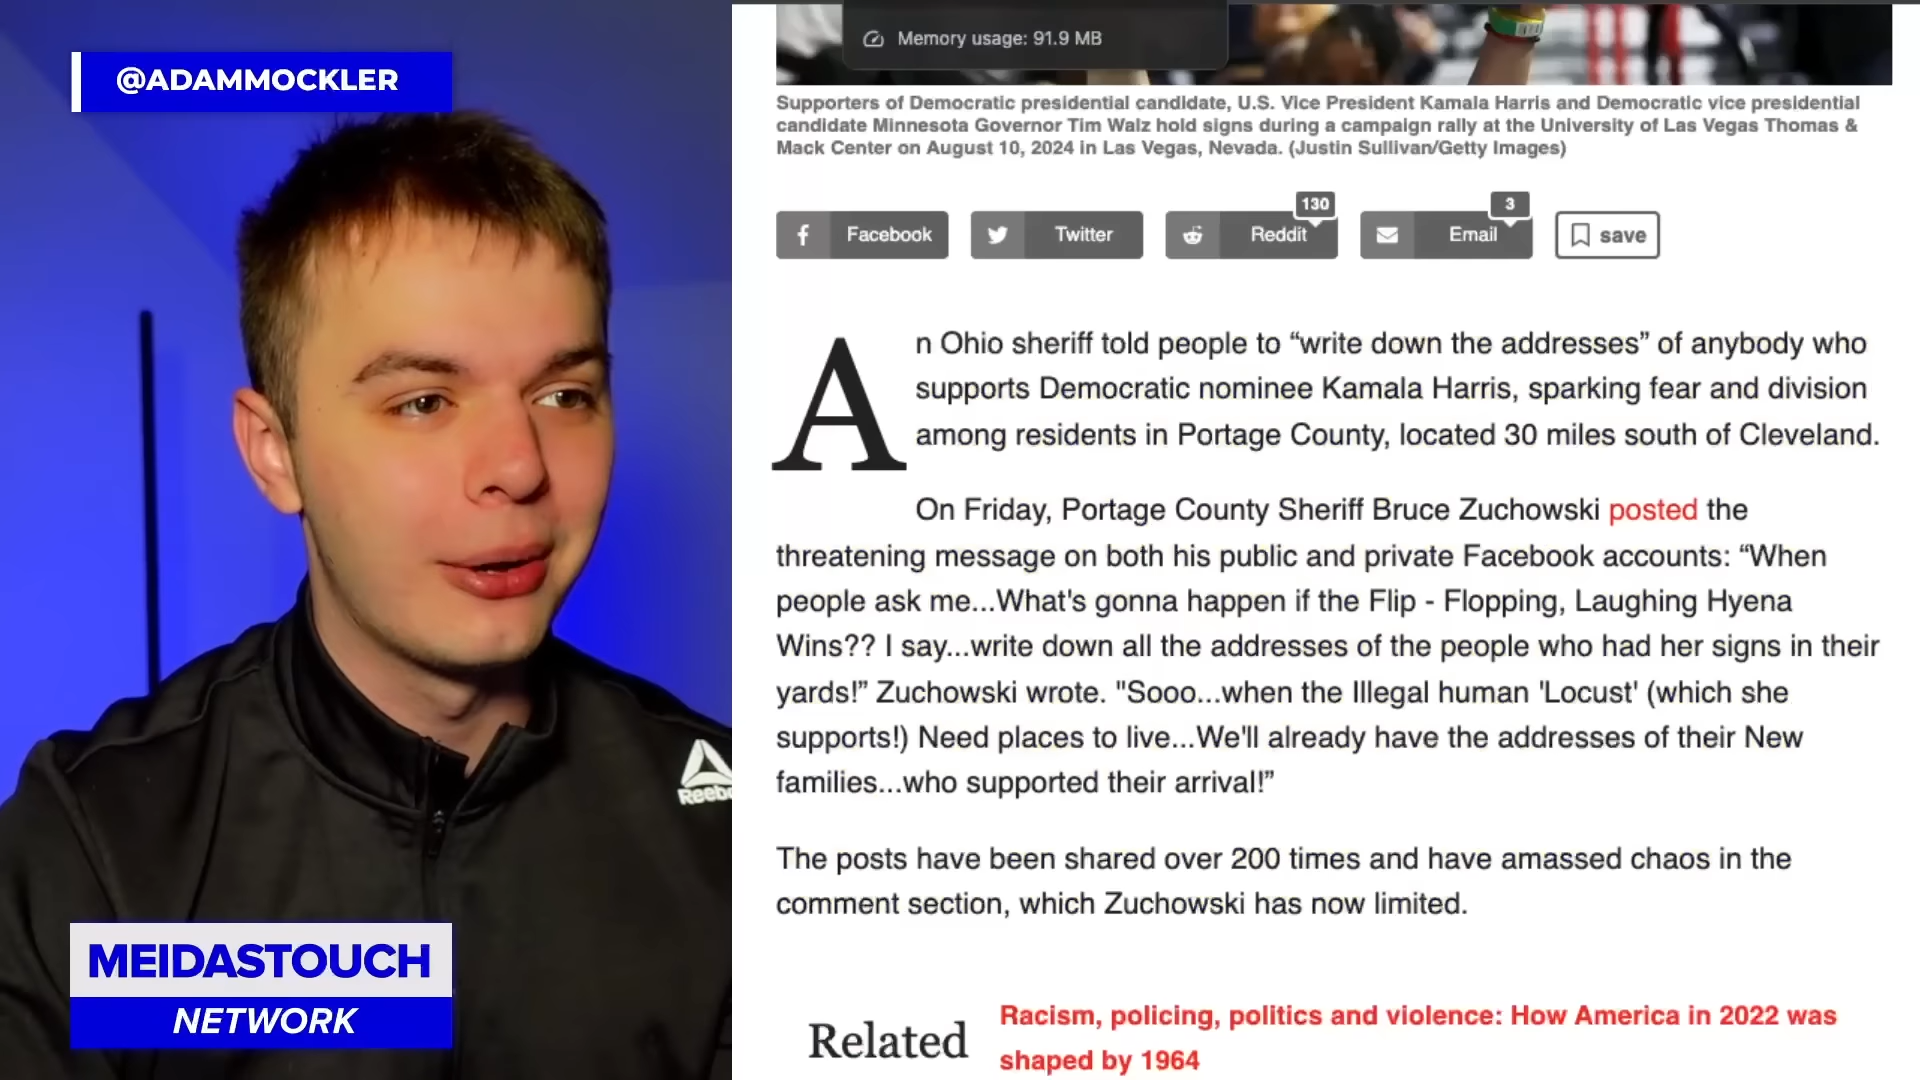 @ADAMMOCKLER
MEIDASTOUCH
NETWORK
Reebo
Memory usage: 91.9 MB
Supporters of Democratic presidential candidate, U.S. Vice President Kamala Harris and Democratic vice presidential
candidate Minnesota Governor Tim Walz hold signs during a campaign rally at the University of Las Vegas Thomas &
Mack Center on August 10, 2024 in Las Vegas, Nevada. (Justin Sullivan/Getty Images)
Facebook
Twitter
130
Reddit
3
Email
save
An Ohio sheriff told people to “write down the addresses” of anybody who
supports Democratic nominee Kamala Harris, sparking fear and division
among residents in Portage County, located 30 miles south of Cleveland.
On Friday, Portage County Sheriff Bruce Zuchowski posted the
threatening message on both his public and private Facebook accounts: “When
people ask me...What's gonna happen if the Flip - Flopping, Laughing Hyena
Wins?? I say...write down all the addresses of the people who had her signs in their
yards!” Zuchowski wrote. "Sooo...when the Illegal human 'Locust' (which she
supports!) Need places to live...We'll already have the addresses of their New
families...who supported their arrival!”
The posts have been shared over 200 times and have amassed chaos in the
comment section, which Zuchowski has now limited.
Related
Racism, policing, politics and violence: How America in 2022 was
shaped by 1964